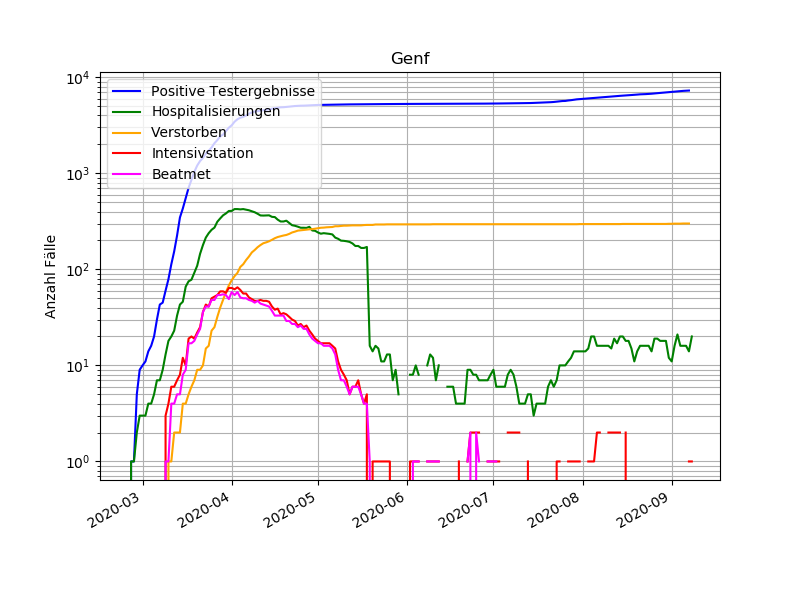 Genf
Anzahl Fälle
10^4
10^3
10^2
10^1
10^0
Positive Testergebnisse
Hospitalisierungen
Verstorben
Intensivstation
Beatmet
2020-03
2020-04
2020-05
2020-06
2020-07
2020-08
2020-09